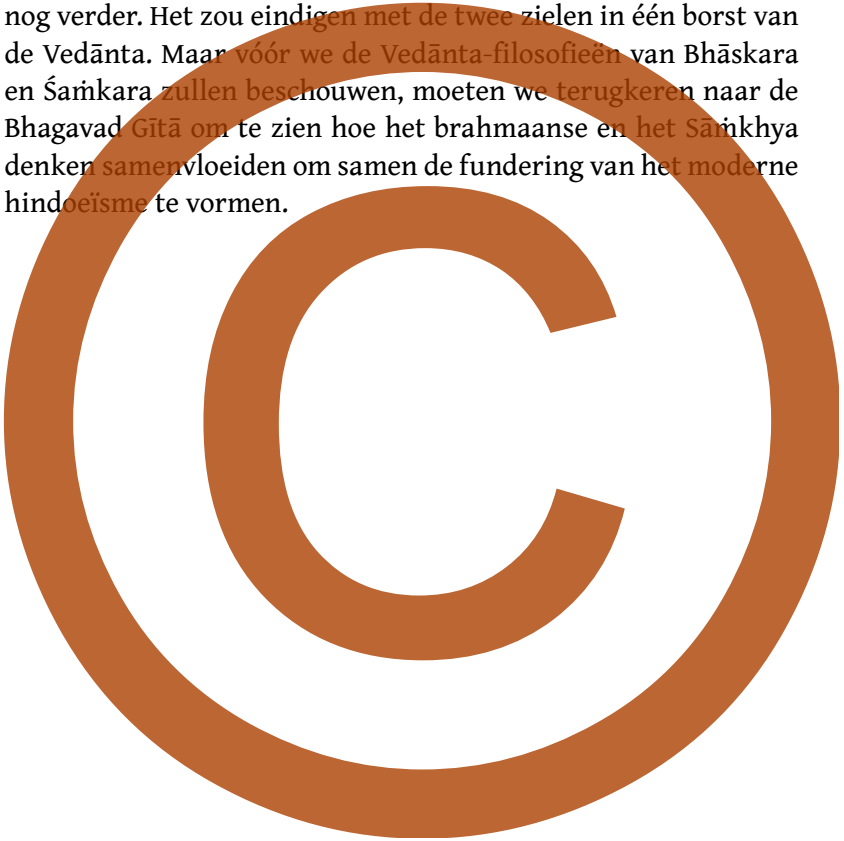 nog verder. Het zou eindigen met de twee zielen in één borst van
de Vedānta. Maar vóór we de Vedānta-filosofieën van Bhāskara
en Śaṁkara zullen beschouwen, moeten we terugkeren naar de
Bhagavad Gītā om te zien hoe het brahmaanse en het Sāṁkhya
denken samenvloeiden om samen de fundering van het moderne
hindoeïsme te vormen.
©